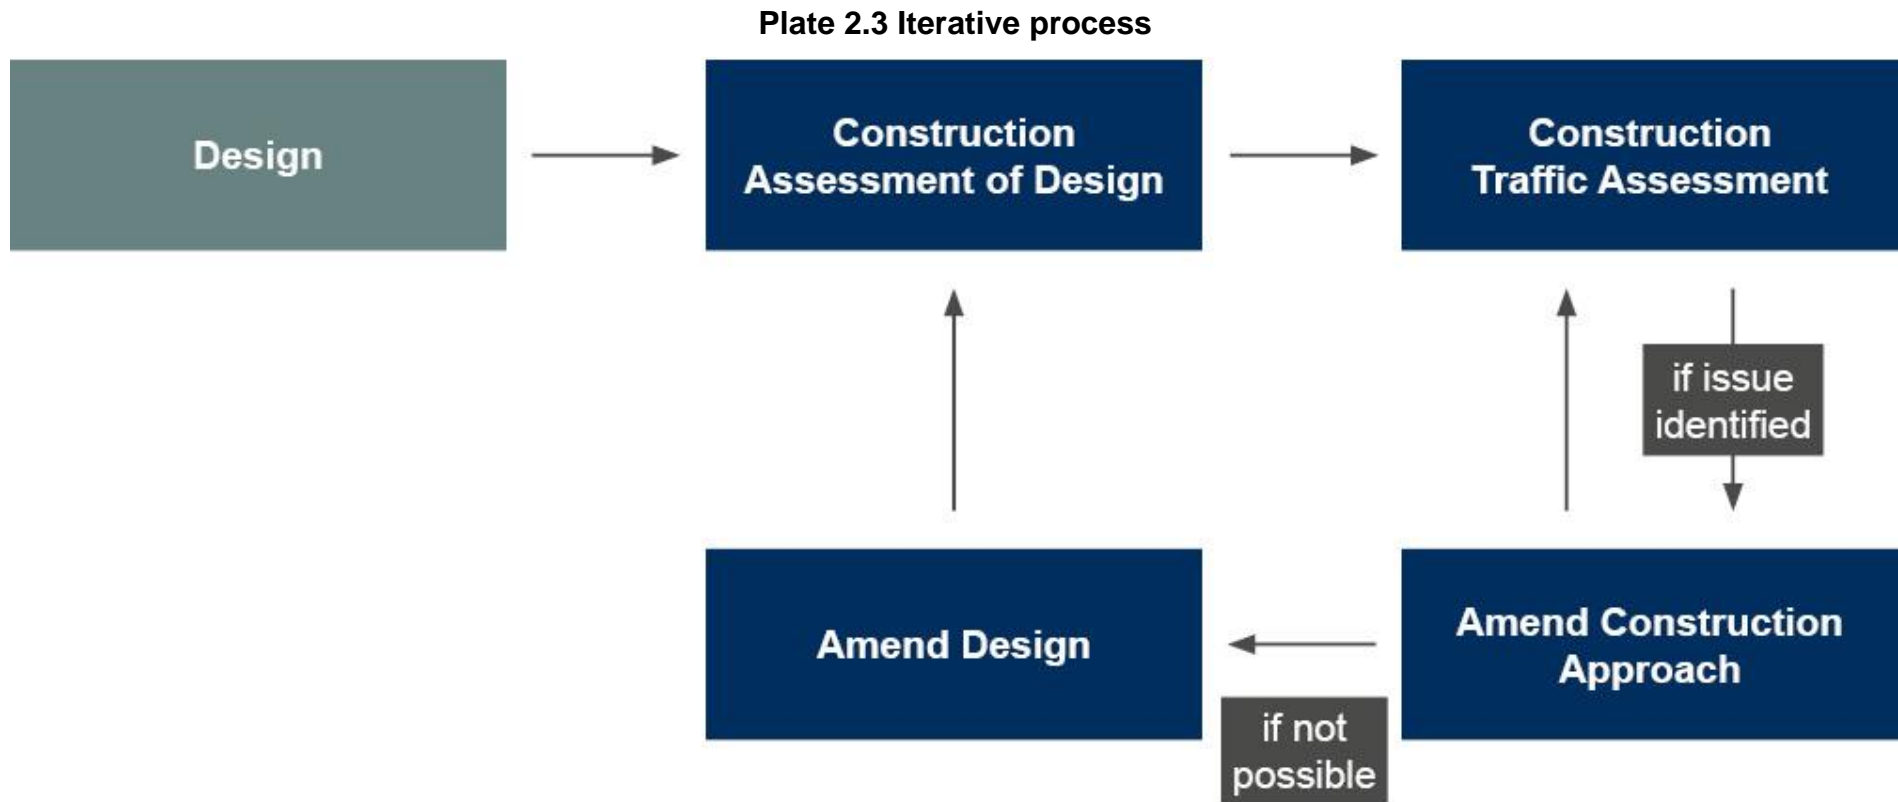 Plate 2.3 Iterative process
Design
Construction
Assessment of Design
Construction
Traffic Assessment
if issue
identified
Amend Design
Amend Construction
Approach
if not
possible